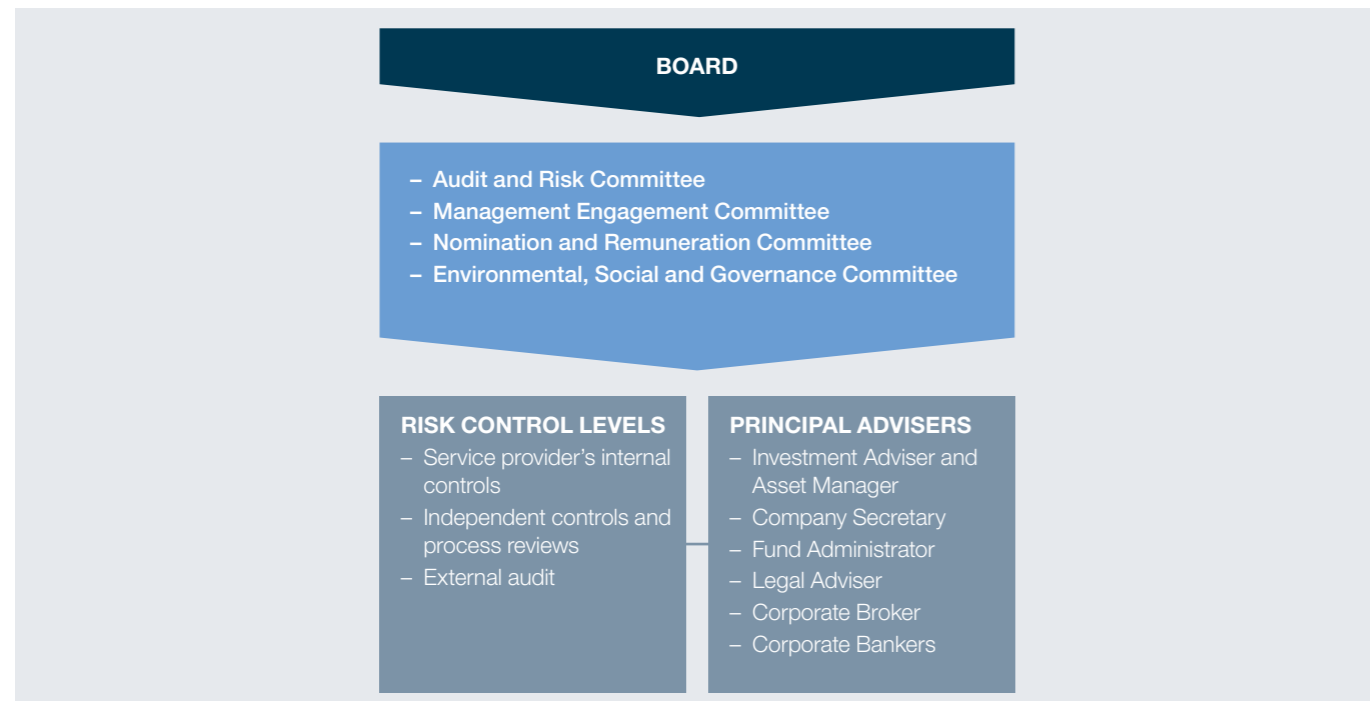 BOARD
– Audit and Risk Committee
– Management Engagement Committee
– Nomination and Remuneration Committee
– Environmental, Social and Governance Committee
RISK CONTROL LEVELS
– Service provider’s internal
controls
– Independent controls and
process reviews
– External audit
PRINCIPAL ADVISERS
– Investment Adviser and
Asset Manager
– Company Secretary
– Fund Administrator
– Legal Adviser
– Corporate Broker
– Corporate Bankers